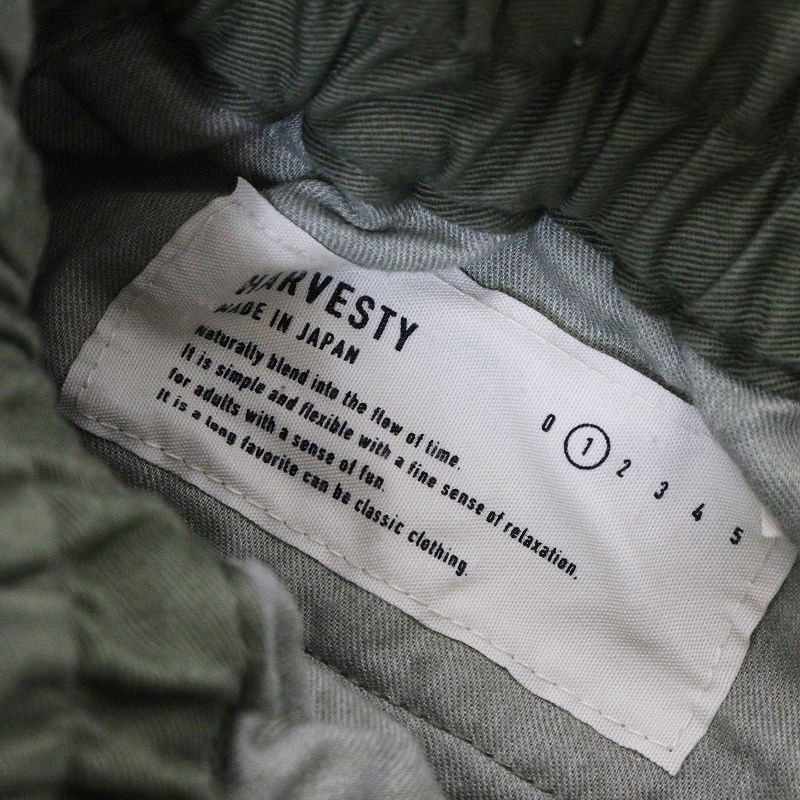 HARVESTY
MADE IN JAPAN
Naturally blend into the flow of time.
It is simple and flexible with a fine sense of relaxation.
for adults with a sense of fun.
It is a long favorite can be classic clothing.
0 1 2 3 4 5